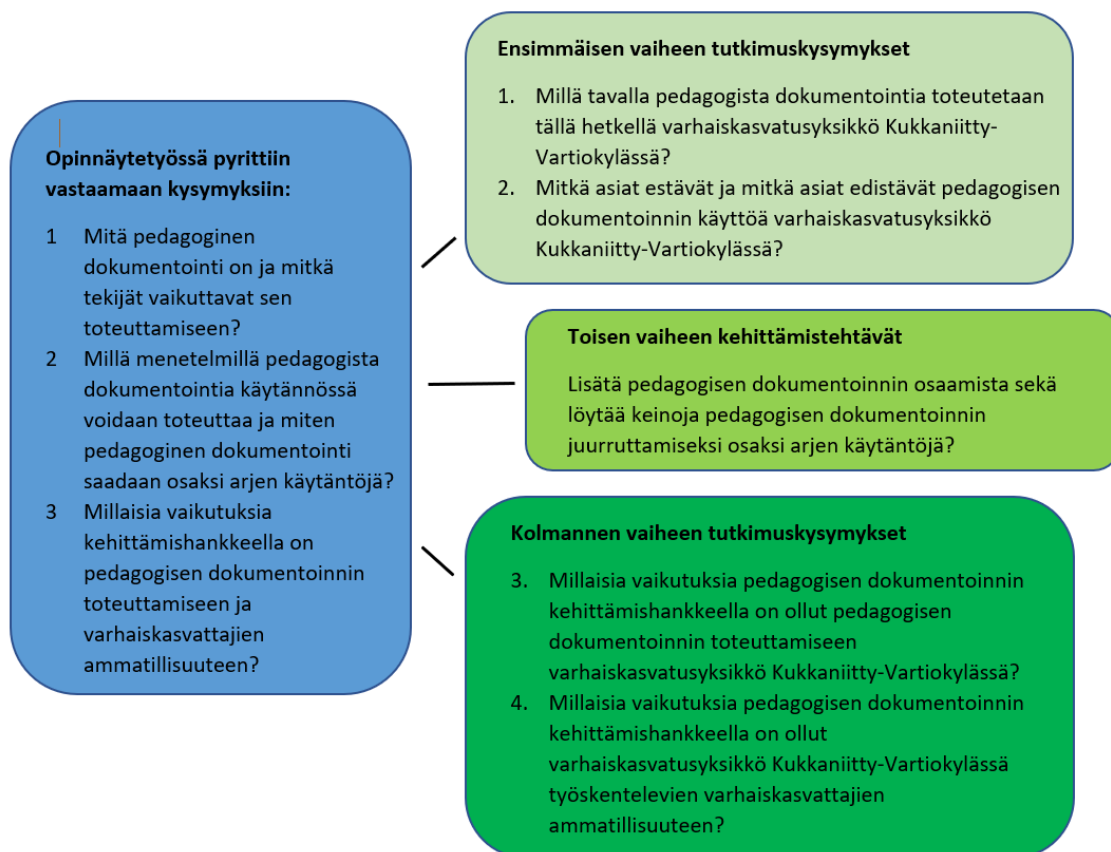 Opinnäytetyössä pyrittiin
vastaamaan kysymyksiin:
1 Mitä pedagoginen
dokumentointi on ja mitkä
tekijät vaikuttavat sen
toteuttamiseen?
2 Millä menetelmillä pedagogista
dokumentointia käytännössä
voidaan toteuttaa ja miten
pedagoginen dokumentointi
saadaan osaksi arjen käytäntöjä?
3 Millaisia vaikutuksia
kehittämishankkeella on
pedagogisen dokumentoinnin
toteuttamiseen ja
varhaiskasvattajien
ammatillisuuteen?
Ensimmäisen vaiheen tutkimuskysymykset
1. Millä tavalla pedagogista dokumentointia toteutetaan
tällä hetkellä varhaiskasvatusyksikkö Kukkaniitty-
Vartiokylässä?
2. Mitkä asiat estävät ja mitkä asiat edistävät pedagogisen
dokumentoinnin käyttöä varhaiskasvatusyksikkö
Kukkaniitty-Vartiokylässä?
Toisen vaiheen kehittämistehtävät
Lisätä pedagogisen dokumentoinnin osaamista sekä
löytää keinoja pedagogisen dokumentoinnin
juurruttamiseksi osaksi arjen käytäntöjä?
Kolmannen vaiheen tutkimuskysymykset
3. Millaisia vaikutuksia pedagogisen dokumentoinnin
kehittämishankkeella on ollut pedagogisen
dokumentoinnin toteuttamiseen
varhaiskasvatusyksikkö Kukkaniitty-Vartiokylässä?
4. Millaisia vaikutuksia pedagogisen dokumentoinnin
kehittämishankkeella on ollut
varhaiskasvatusyksikkö Kukkaniitty-Vartiokylässä
työskentelevien varhaiskasvattajien
ammatillisuuteen?